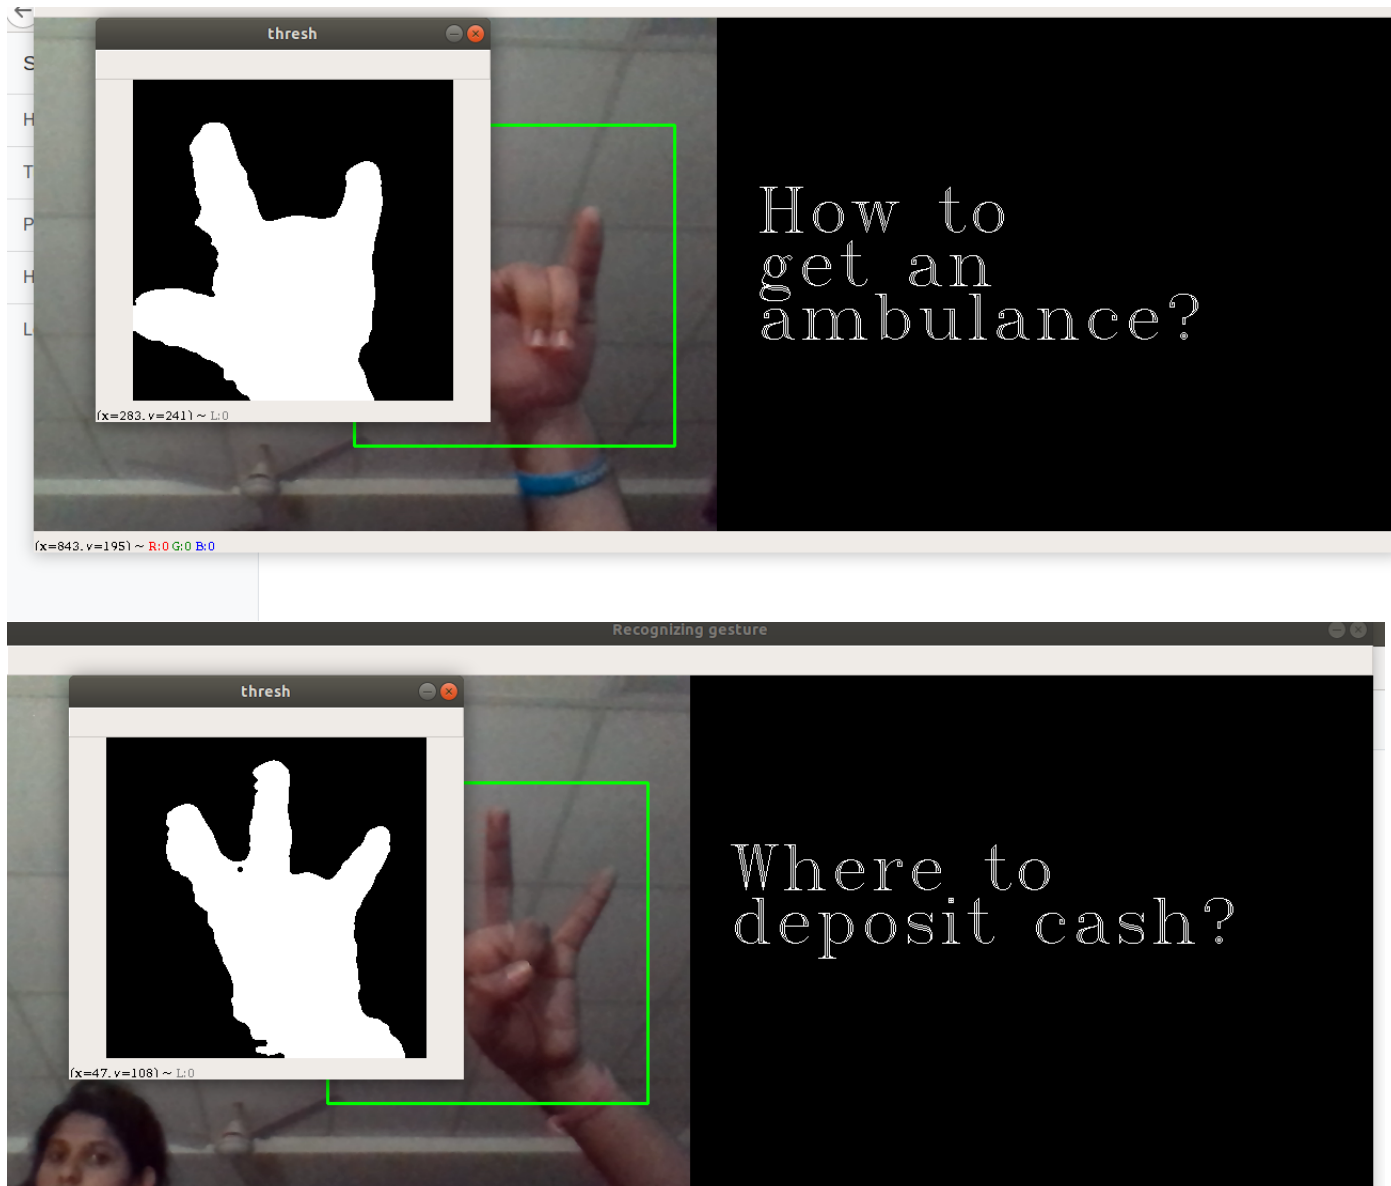 S
thresh
H
T
P
How to
get an
H
ambulance?
L
(x=283, y=241) ~ L:0
(x=843, y=195) ~ R:0 G:0 B:0
Recognizing gesture
thresh
Where to
deposit cash?
(x=47, y=108) ~ L:0